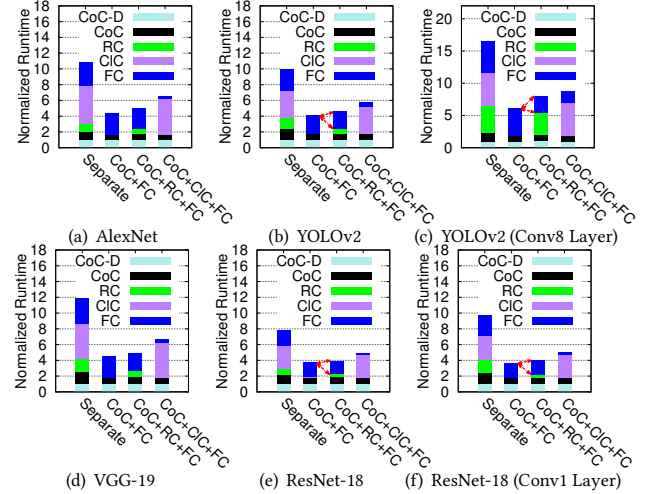 Normalized Runtime
18
16
14
12
10
8
6
4
2
0
CoC-D
CoC
RC
ClC
FC
Separate
CoC+FC
CoC+RC+FC
CoC+ClC+FC
(a) AlexNet
Normalized Runtime
18
16
14
12
10
8
6
4
2
0
CoC-D
CoC
RC
ClC
FC
Separate
CoC+FC
CoC+RC+FC
CoC+ClC+FC
(b) YOLOv2
Normalized Runtime
20
15
10
5
0
CoC-D
CoC
RC
ClC
FC
Separate
CoC+FC
CoC+RC+FC
CoC+ClC+FC
(c) YOLOv2 (Conv8 Layer)
Normalized Runtime
18
16
14
12
10
8
6
4
2
0
CoC-D
CoC
RC
ClC
FC
Separate
CoC+FC
CoC+RC+FC
CoC+ClC+FC
(d) VGG-19
Normalized Runtime
18
16
14
12
10
8
6
4
2
0
CoC-D
CoC
RC
ClC
FC
Separate
CoC+FC
CoC+RC+FC
CoC+ClC+FC
(e) ResNet-18
Normalized Runtime
18
16
14
12
10
8
6
4
2
0
CoC-D
CoC
RC
ClC
FC
Separate
CoC+FC
CoC+RC+FC
CoC+ClC+FC
(f) ResNet-18 (Conv1 Layer)